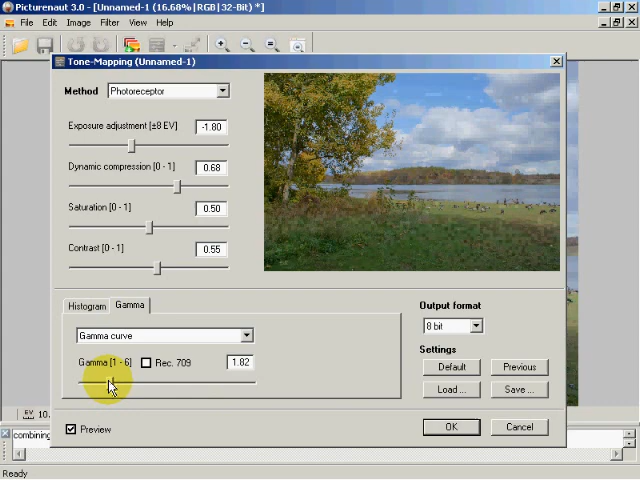 Picturenaut 3.0 - [Unnamed-1 (16.68%|RGB|32-Bit) *]
File Edit Image Filter View Help
Tone-Mapping (Unnamed-1)
Method Photoreceptor
Exposure adjustment [±8 EV] -1.80
Dynamic compression [0 - 1] 0.68
Saturation [0 - 1] 0.50
Contrast [0 - 1] 0.55
Histogram Gamma
Gamma curve
Gamma [1 - 6] Rec. 709 1.82
Output format
8 bit
Settings
Default Previous
Load ... Save ...
Preview OK Cancel
EV 10.
combining
Ready